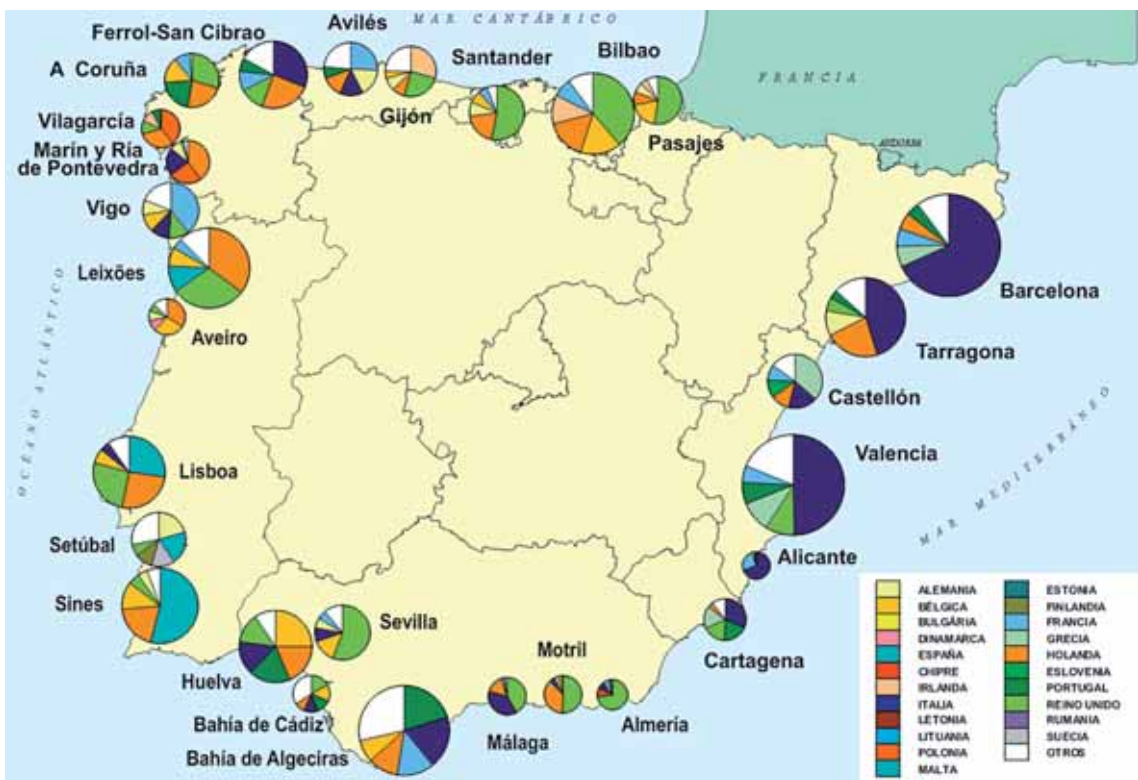 MAR CANTÁBRICO
Ferrol-San Cibrao
Avilés
Santander
Bilbao
A Coruña
FRANCIA
Gijón
Pasajes
Vilagarcía
Marín y Ría
de Pontevedra
ANDORRA
Vigo
Leixões
Barcelona
Aveiro
Tarragona
OCÉANO ATLÁNTICO
Castellón
MAR MEDITERRÁNEO
Valencia
Lisboa
Setúbal
Alicante
Sines
Sevilla
Cartagena
Huelva
Motril
Bahía de Cádiz
Málaga
Almería
Bahía de Algeciras
ALEMANIA
BÉLGICA
BULGÁRIA
DINAMARCA
ESPAÑA
CHIPRE
IRLANDA
ITALIA
LETONIA
LITUANIA
POLONIA
MALTA
ESTONIA
FINLANDIA
FRANCIA
GRECIA
HOLANDA
ESLOVENIA
PORTUGAL
REINO UNIDO
RUMANIA
SUECIA
OTROS